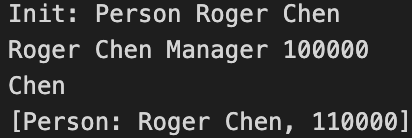 Init: Person Roger Chen
Roger Chen Manager 100000
Chen
[Person: Roger Chen, 110000]